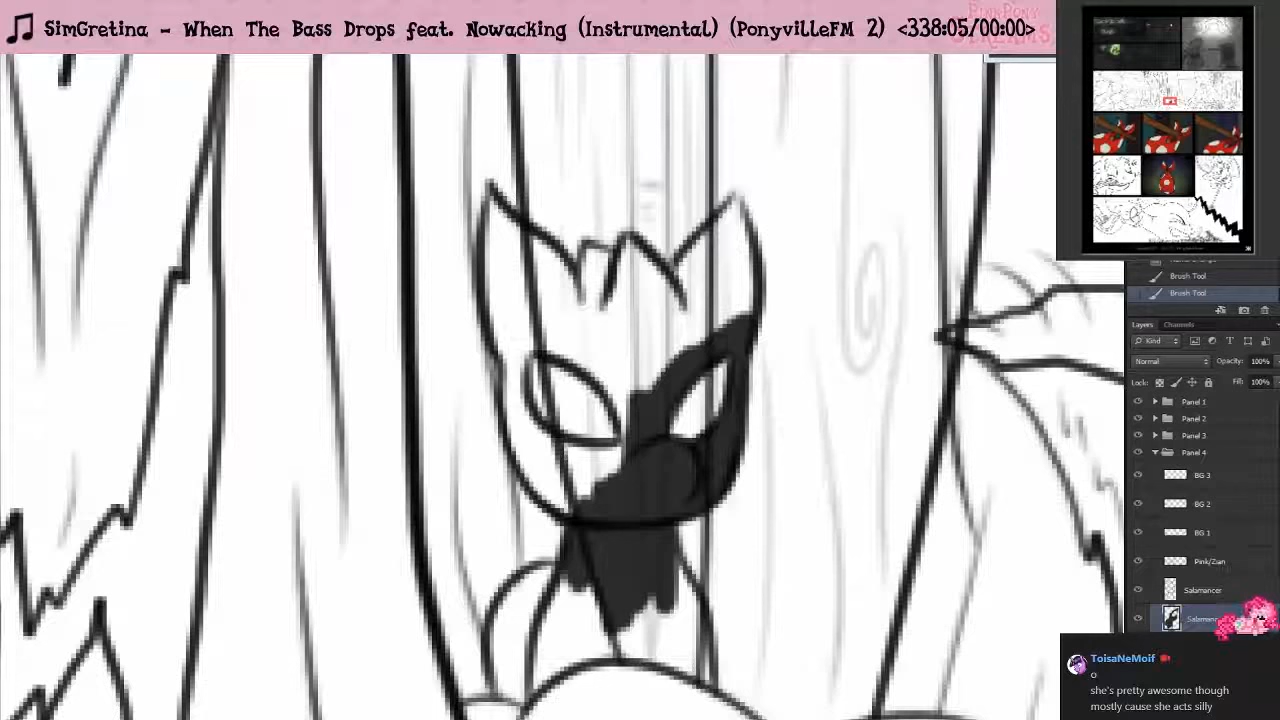 SimGretina - When The Bass Drops feat. Nowacking (Instrumental) (PonyvilleFM 2) <338:05/00:00>
Brush Tool
Brush Tool
Layers Channels
Kind
Normal Opacity: 100%
Lock: Fill: 100%
Panel 1
Panel 2
Panel 3
Panel 4
BG 3
BG 2
BG 1
Pink/Zian
Salamancer
ToisaNeMoif
o
she's pretty awesome though
mostly cause she acts silly